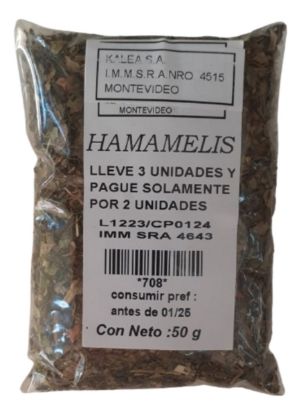 KALEA S.A.
I.M.M.S.R.A.NRO 4515
MONTEVIDEO
MONTEVIDEO
HAMAMELIS
LLEVE 3 UNIDADES Y
PAGUE SOLAMENTE
POR 2 UNIDADES
L1223/CP0124
IMM SRA 4643
*708*
consumir pref :
antes de 01/25
Con Neto :50 g